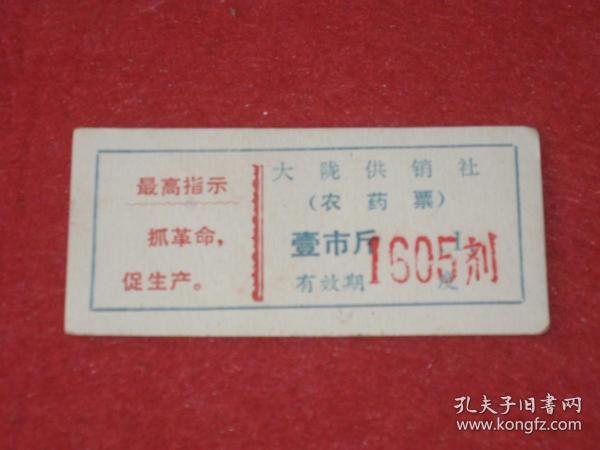 最高指示
抓革命，
促生产。
大陇供销社
（农药票）
壹市斤
有效期 度
1605剂
孔夫子旧书网
www.kongfz.com